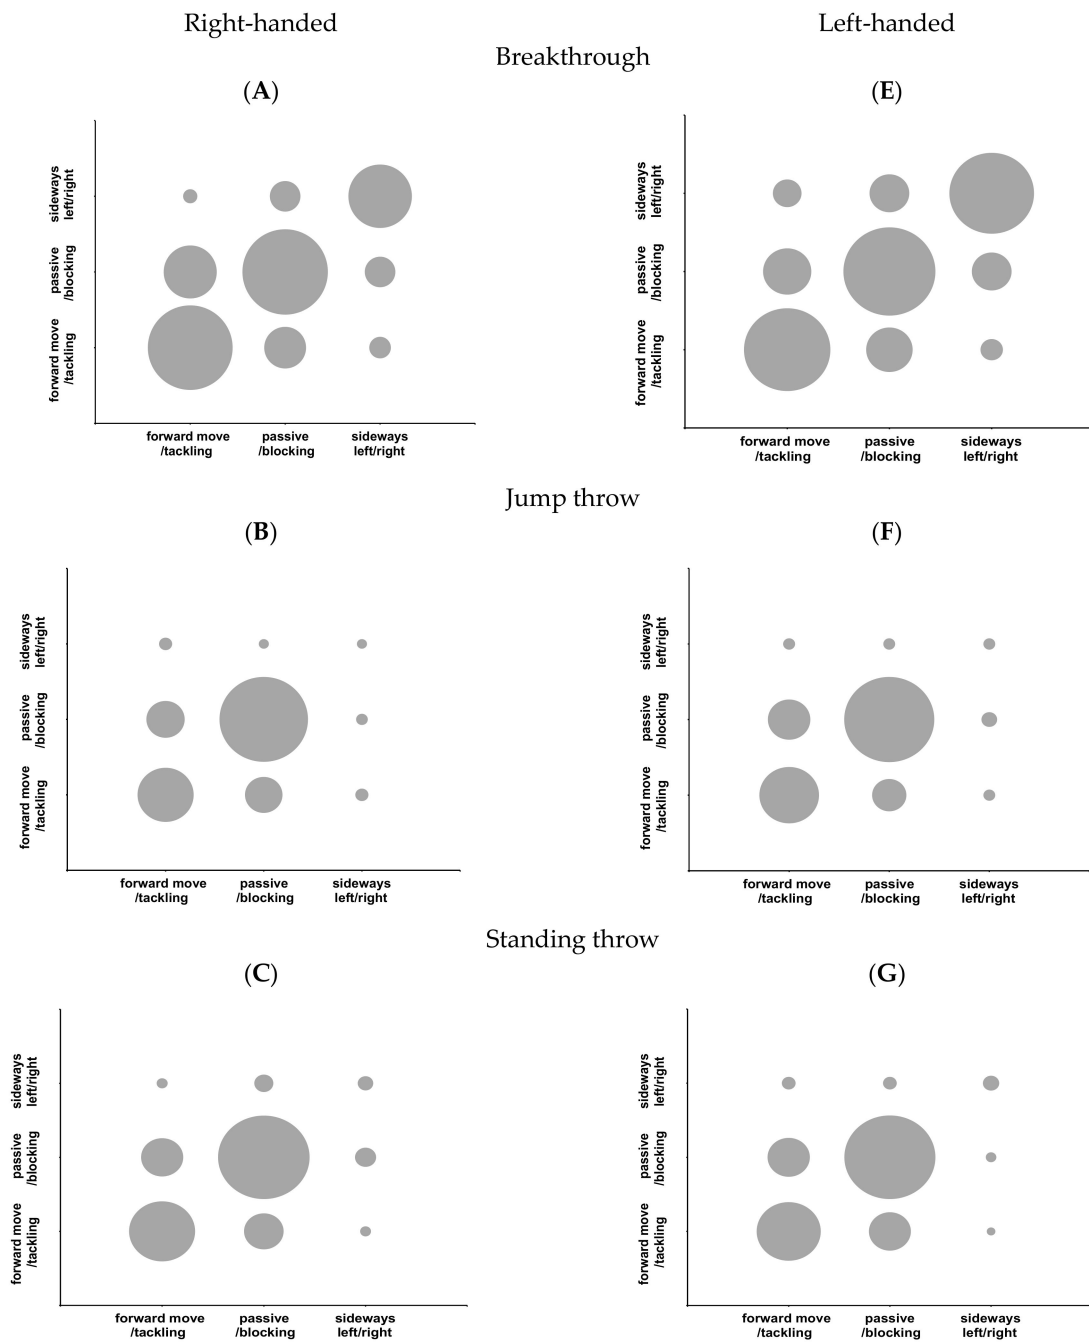 Right-handed
Left-handed
Breakthrough
(A)
(E)
sideways
left/right
passive
/blocking
forward move
/tackling
forward move
/tackling
passive
/blocking
sideways
left/right
sideways
left/right
passive
/blocking
forward move
/tackling
forward move
/tackling
passive
/blocking
sideways
left/right
Jump throw
(B)
(F)
sideways
left/right
passive
/blocking
forward move
/tackling
forward move
/tackling
passive
/blocking
sideways
left/right
sideways
left/right
passive
/blocking
forward move
/tackling
forward move
/tackling
passive
/blocking
sideways
left/right
Standing throw
(C)
(G)
sideways
left/right
passive
/blocking
forward move
/tackling
forward move
/tackling
passive
/blocking
sideways
left/right
sideways
left/right
passive
/blocking
forward move
/tackling
forward move
/tackling
passive
/blocking
sideways
left/right